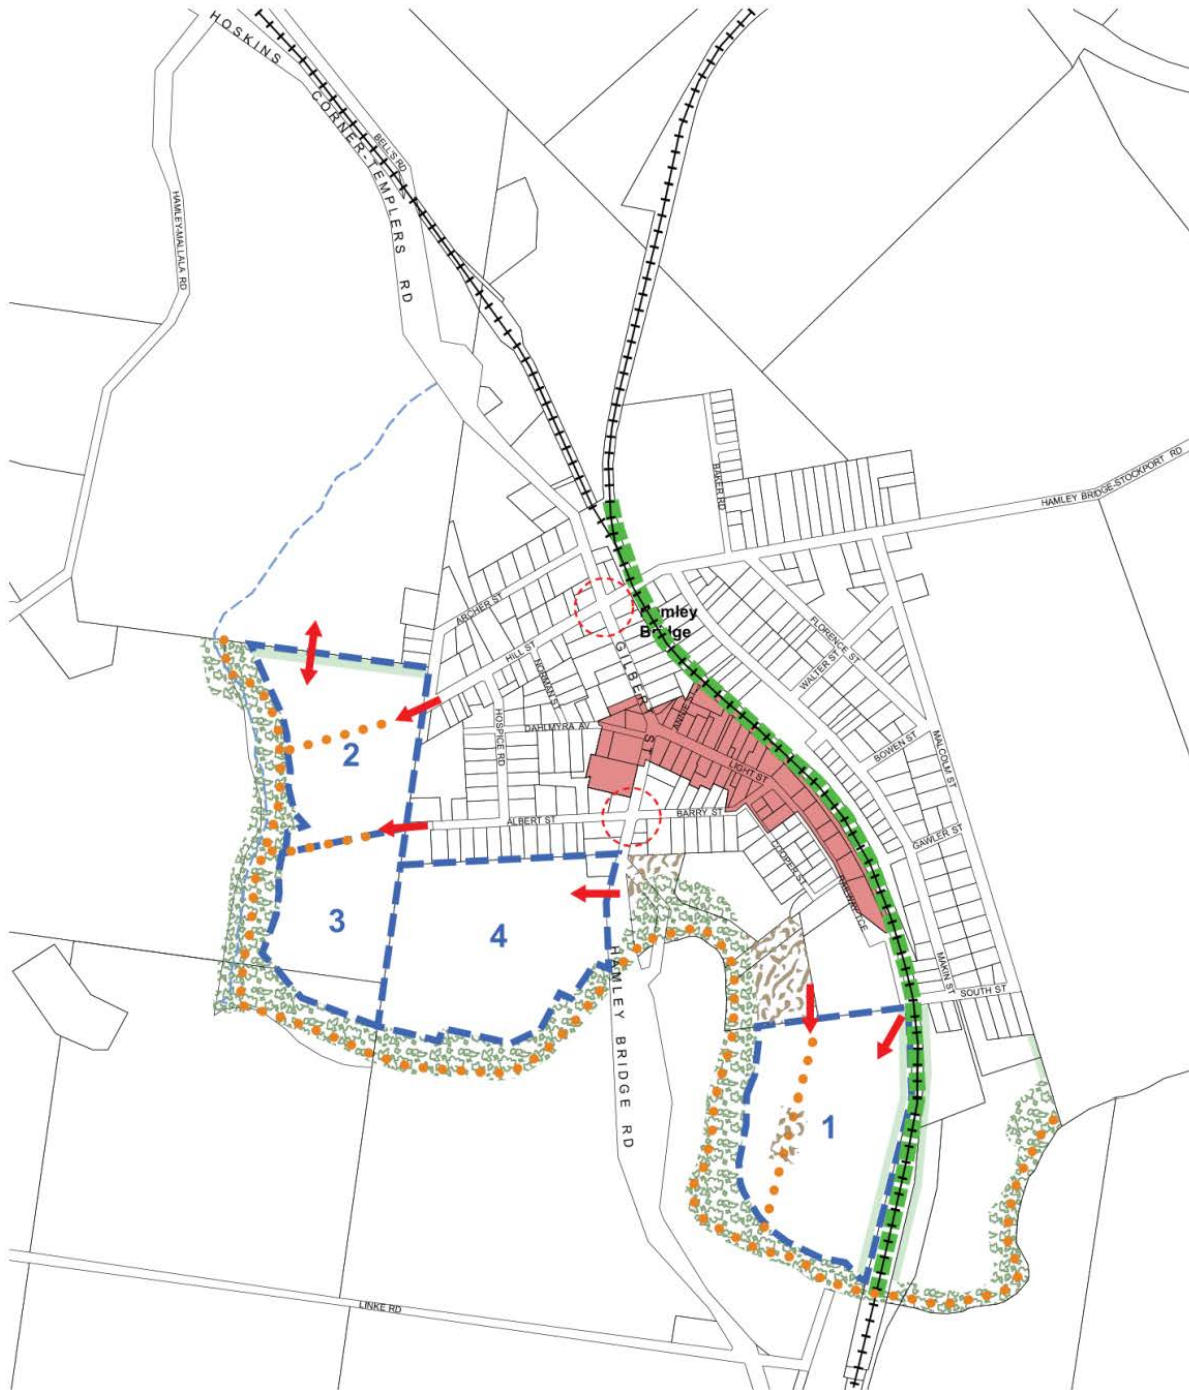 HOSKINS
CORNER-TEMPLERS RD
BELL'S RD
HAMLEY-MALLALA RD
BAKER RD
HAMLEY BRIDGE-STOCKPORT RD
ARCHER ST
HILL ST
NORMAN ST
GILBERT ST
FLORENCE ST
WALTER ST
HOSPICE RD
DAHLMYRA AV
ANNIE ST
LIGHT ST
BOWEN ST
MALCOLM ST
2
ALBERT ST
BARRY ST
GAWLER ST
COOPER ST
3
4
MAKIN ST
SOUTH ST
HAMLEY BRIDGE RD
1
LINKE RD